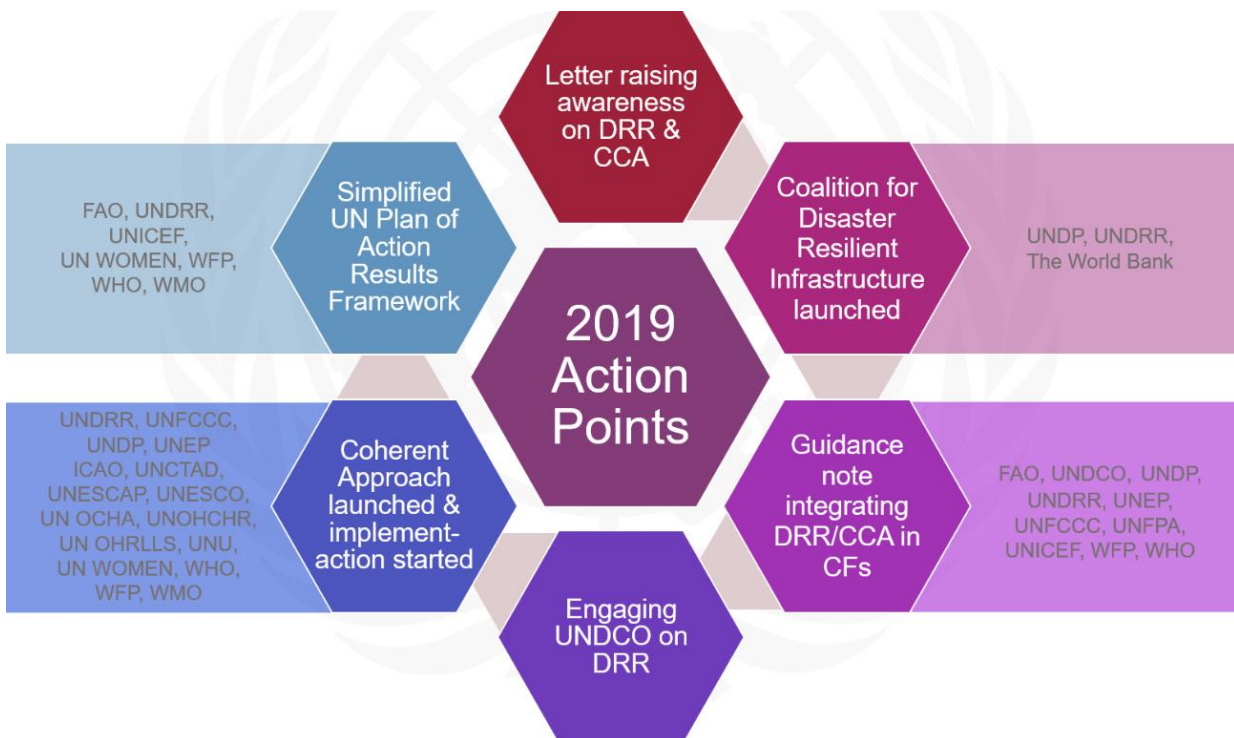 Letter raising
awareness
on DRR &
CCA
Simplified
UN Plan of
Action
Results
Framework
FAO, UNDRR,
UNICEF,
UN WOMEN, WFP,
WHO, WMO
Coalition for
Disaster
Resilient
Infrastructure
launched
UNDP, UNDRR,
The World Bank
2019
Action
Points
UNDRR, UNFCCC,
UNDP, UNEP
ICAO, UNCTAD,
UNESCAP, UNESCO,
UN OCHA, UNOHCHR,
UN OHRLLS, UNU,
UN WOMEN, WHO,
WFP, WMO
Coherent
Approach
launched &
implement-
action started
Guidance
note
integrating
DRR/CCA in
CFs
FAO, UNDCO, UNDP,
UNDRR, UNEP,
UNFCCC, UNFPA,
UNICEF, WFP, WHO
Engaging
UNDCO on
DRR